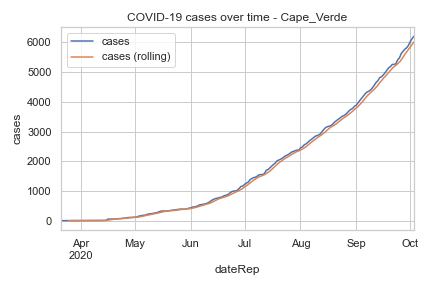 COVID-19 cases over time - Cape_Verde
cases
cases (rolling)
6000
5000
4000
3000
2000
1000
0
cases
Apr
2020
May
Jun
Jul
Aug
Sep
Oct
dateRep